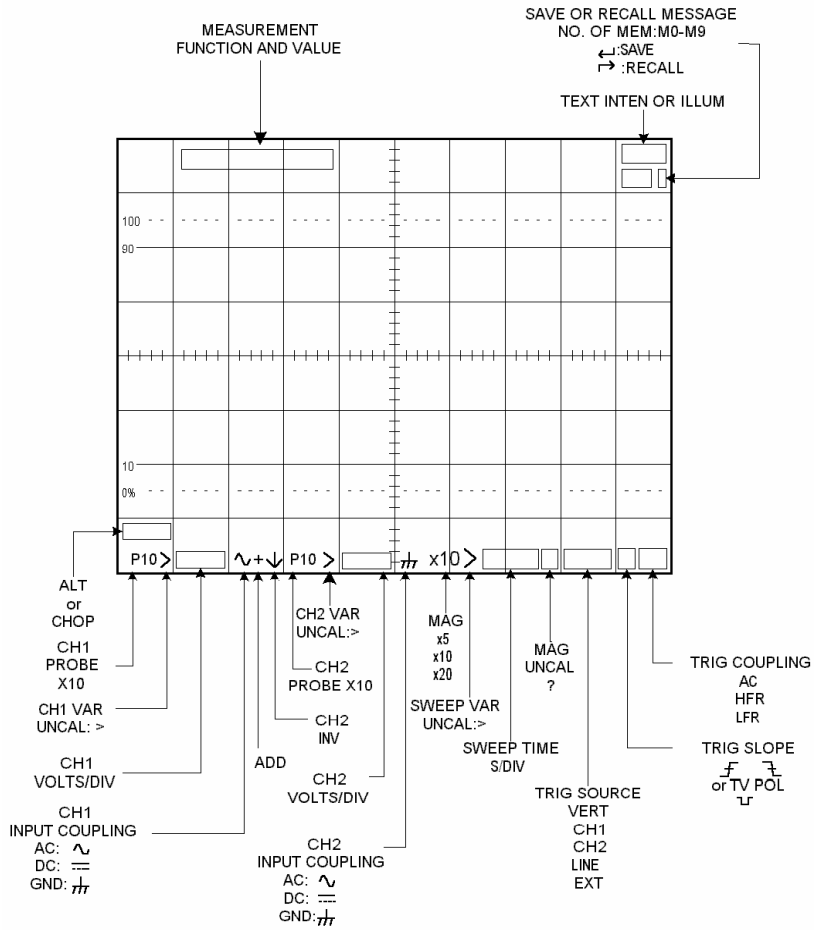 SAVE OR RECALL MESSAGE
NO. OF MEM:M0-M9
↵:SAVE
↱:RECALL
MEASUREMENT
FUNCTION AND VALUE
TEXT INTEN OR ILLUM
100
90
10
0%
P10 > ∿+↓ P10 > x10 >
ALT
or
CHOP
CH1
PROBE
X10
CH1 VAR
UNCAL: >
CH1
VOLTS/DIV
CH1
INPUT COUPLING
AC:
DC:
GND:
ADD
CH2 VAR
UNCAL:>
CH2
PROBE X10
CH2
INV
CH2
VOLTS/DIV
CH2
INPUT COUPLING
AC:
DC:
GND:
MAG
x5
x10
x20
SWEEP VAR
UNCAL:>
SWEEP TIME
S/DIV
MAG
UNCAL
?
TRIG SOURCE
VERT
CH1
CH2
LINE
EXT
TRIG COUPLING
AC
HFR
LFR
TRIG SLOPE
or TV POL